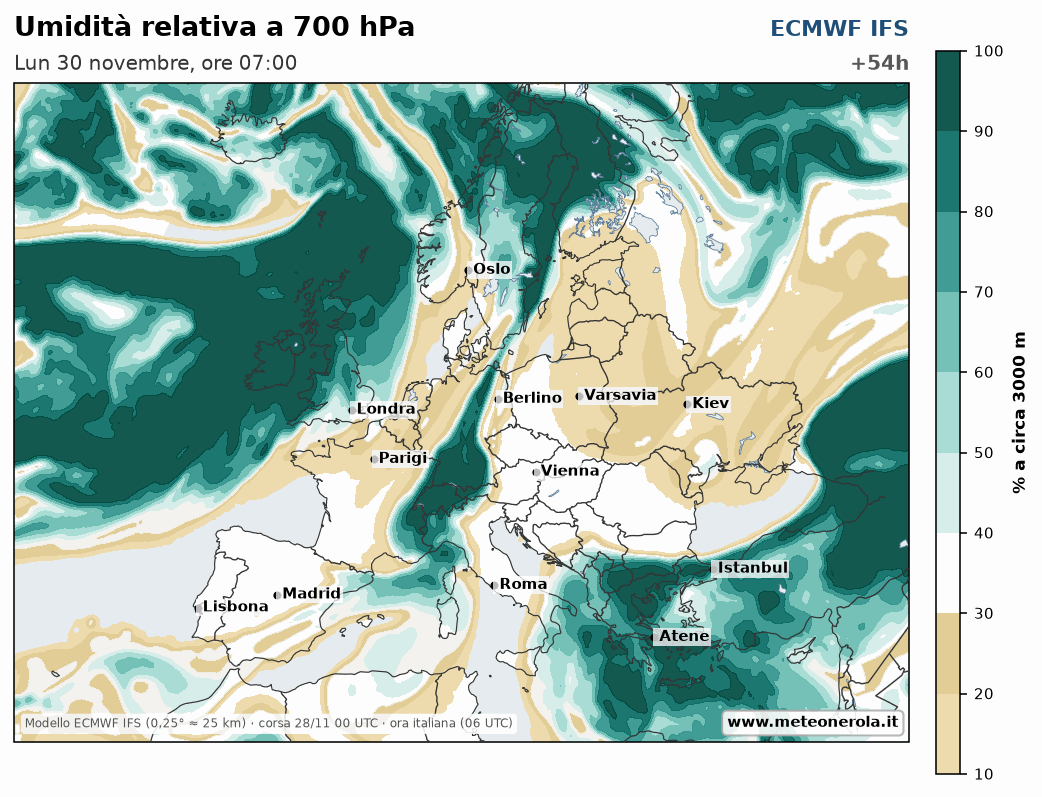 Umidità relativa a 700 hPa
ECMWF IFS
Lun 30 novembre, ore 07:00
+54h
100
90
80
70
60
50
40
30
20
10
% a circa 3000 m
Oslo
Berlino
Varsavia
Kiev
Londra
Parigi
Vienna
Istanbul
Roma
Madrid
Lisbona
Atene
Modello ECMWF IFS (0,25° ≈ 25 km) · corsa 28/11 00 UTC · ora italiana (06 UTC)
www.meteonerola.it